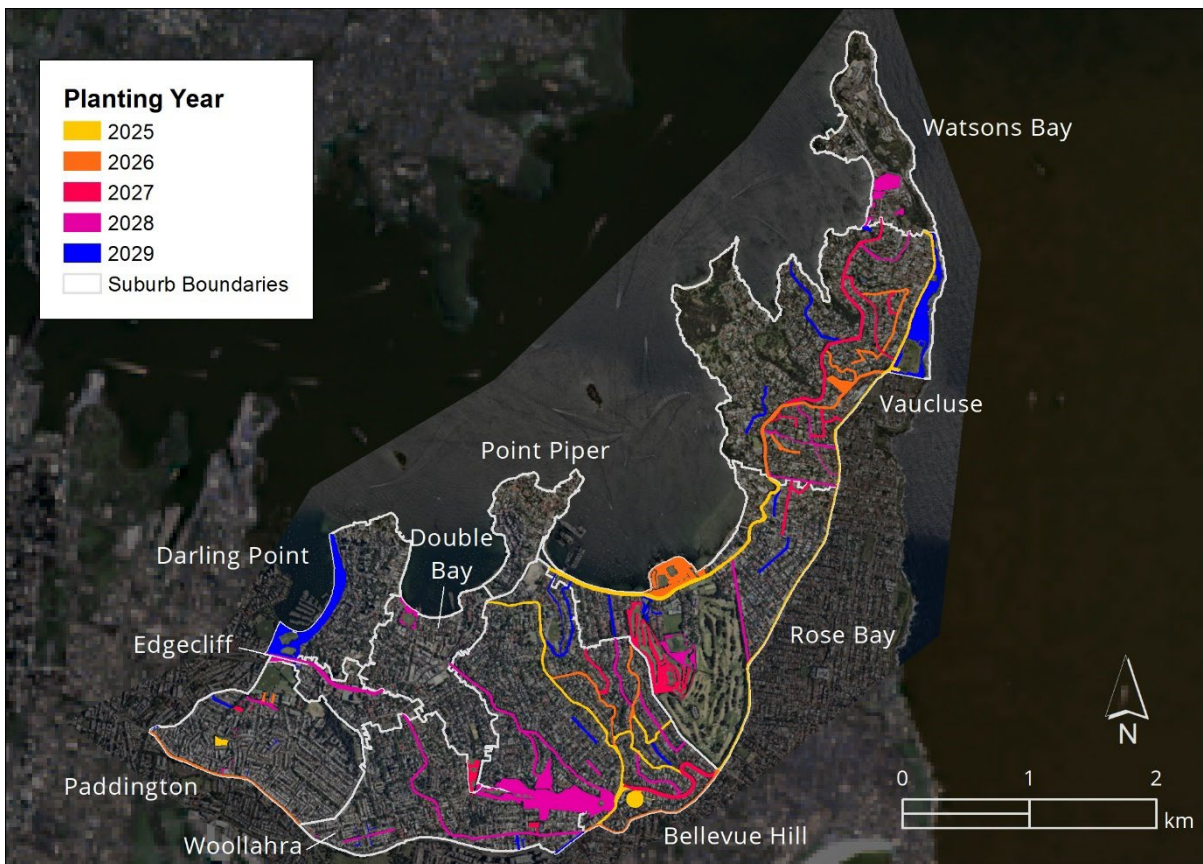 Planting Year
2025
2026
2027
2028
2029
Suburb Boundaries
Watsons Bay
Vaucluse
Point Piper
Double
Bay
Darling Point
Edgecliff
Rose Bay
Paddington
Woollahra
Bellevue Hill
N
0 1 2
km